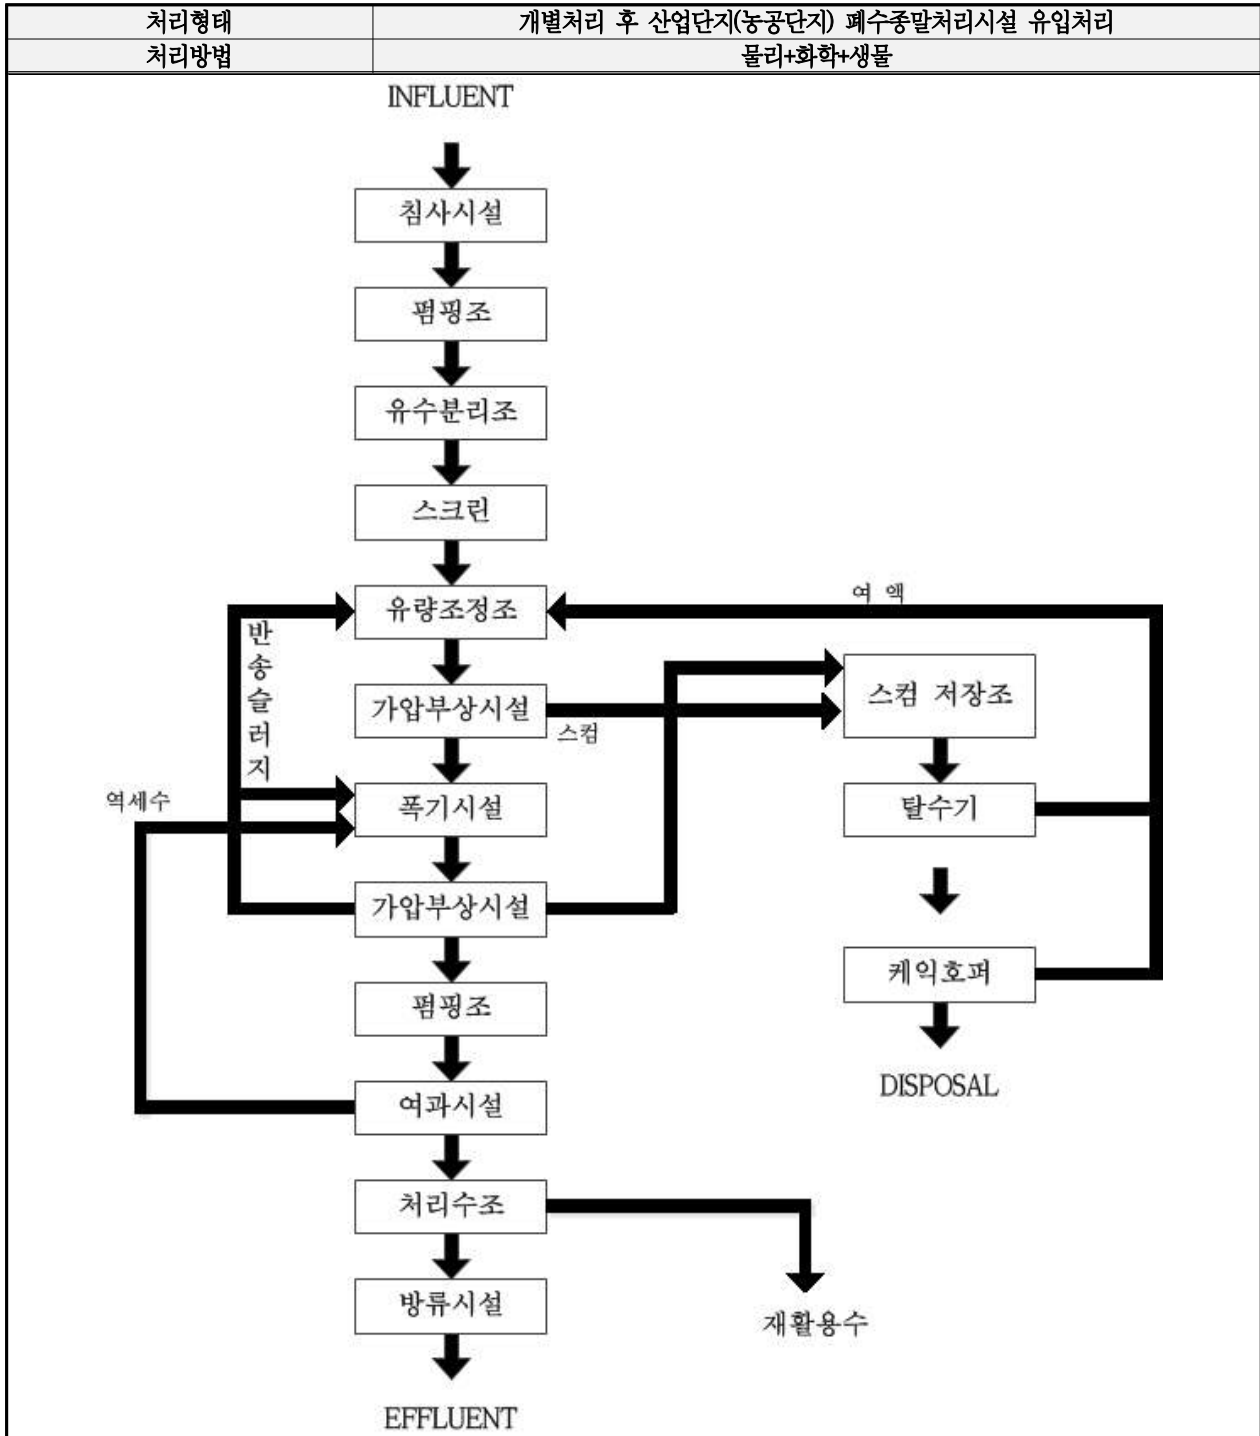 처리형태
개별처리 후 산업단지(농공단지) 폐수종말처리시설 유입처리
처리방법
물리+화학+생물
INFLUENT
침사시설
펌핑조
유수분리조
스크린
유량조정조
여 액
반송슬러지
가압부상시설
스컴
스컴 저장조
폭기시설
역세수
탈수기
가압부상시설
케익호퍼
펌핑조
DISPOSAL
여과시설
처리수조
방류시설
재활용수
EFFLUENT